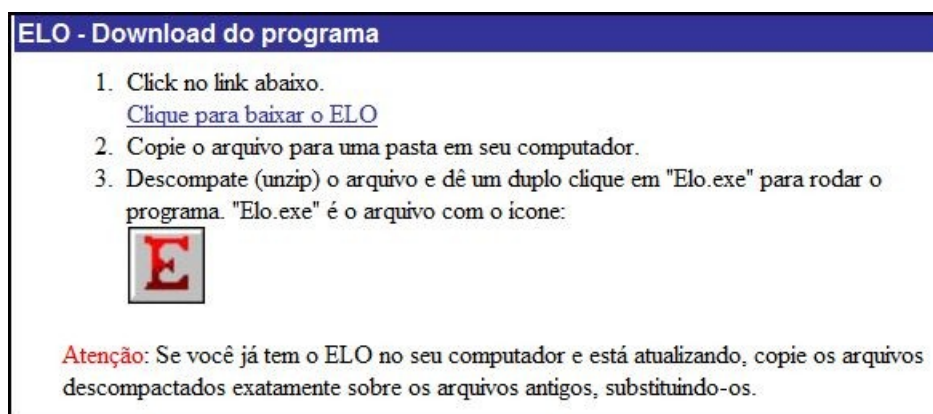 ELO - Download do programa
1. Click no link abaixo.
Clique para baixar o ELO
2. Copie o arquivo para uma pasta em seu computador.
3. Descompate (unzip) o arquivo e dê um duplo clique em "Elo.exe" para rodar o
programa. "Elo.exe" é o arquivo com o ícone:
E
Atenção: Se você já tem o ELO no seu computador e está atualizando, copie os arquivos
descompactados exatamente sobre os arquivos antigos, substituindo-os.